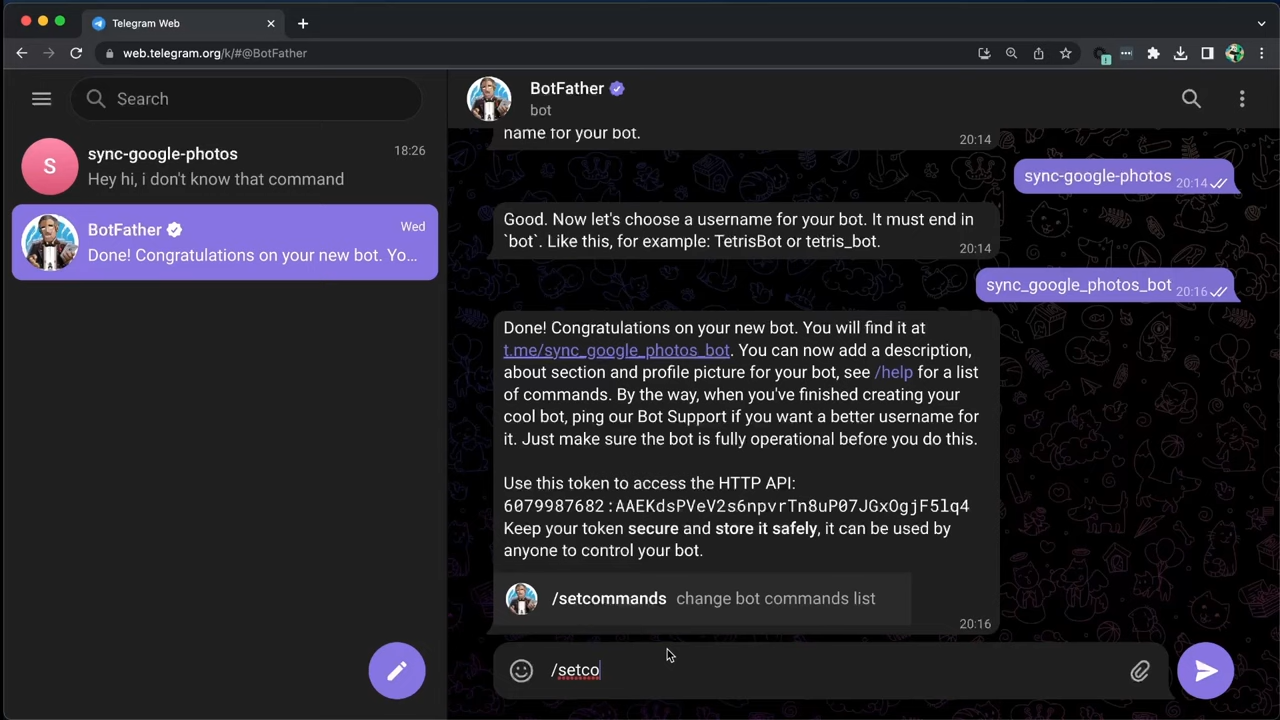 Telegram Web
web.telegram.org/k/#@BotFather
Search
BotFather
bot
sync-google-photos
18:26
Hey hi, i don't know that command
S
BotFather
Wed
Done! Congratulations on your new bot. Yo...
name for your bot.
20:14
sync-google-photos
20:14
Good. Now let's choose a username for your bot. It must end in
`bot`. Like this, for example: TetrisBot or tetris_bot.
20:14
sync_google_photos_bot
20:16
Done! Congratulations on your new bot. You will find it at
t.me/sync_google_photos_bot. You can now add a description,
about section and profile picture for your bot, see /help for a list
of commands. By the way, when you've finished creating your
cool bot, ping our Bot Support if you want a better username for
it. Just make sure the bot is fully operational before you do this.
Use this token to access the HTTP API:
6079987682:AAEKdsPVeV2s6npvrTn8uP07JGxOgjF5lq4
Keep your token secure and store it safely, it can be used by
anyone to control your bot.
/setcommands change bot commands list
20:16
/setco